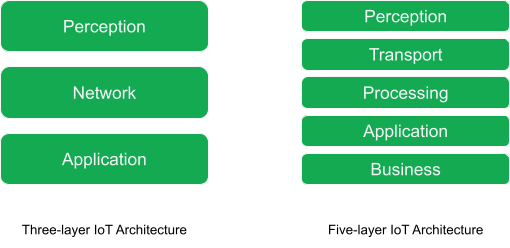 Perception
Network
Application
Three-layer IoT Architecture
Perception
Transport
Processing
Application
Business
Five-layer IoT Architecture